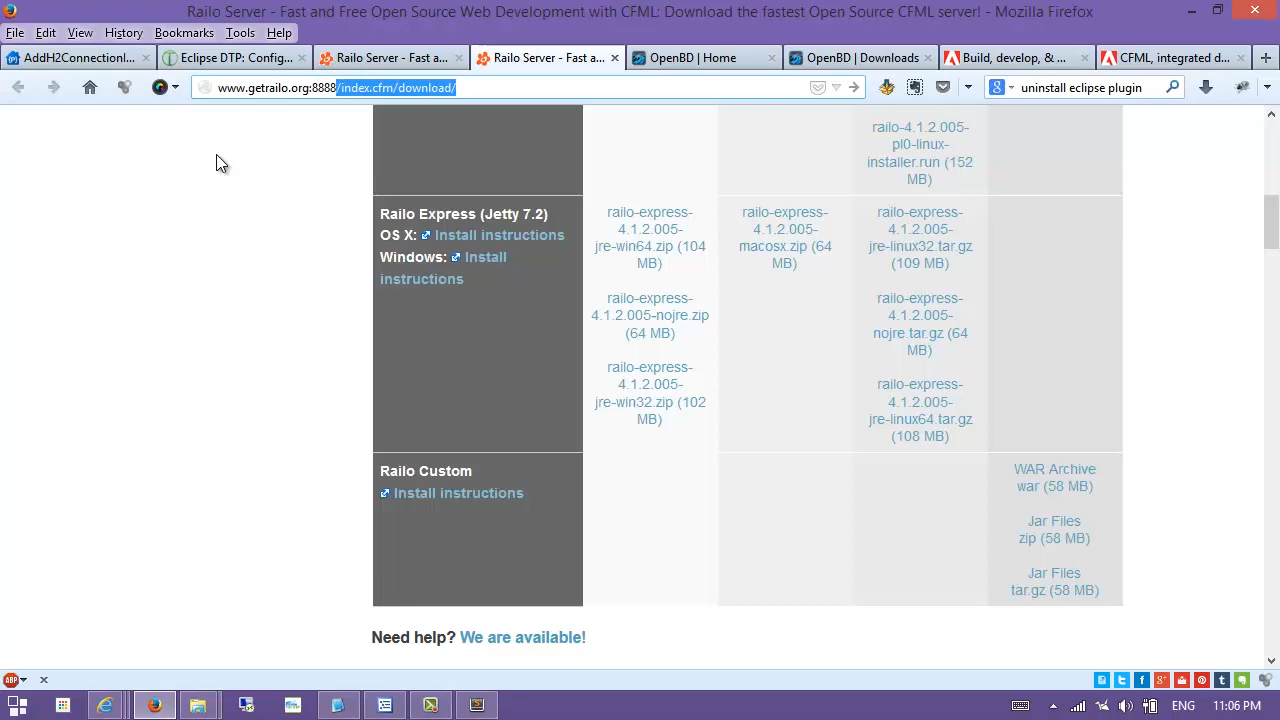 Railo Server - Fast and Free Open Source Web Development with CFML: Download the fastest Open Source CFML server! - Mozilla Firefox
File Edit View History Bookmarks Tools Help
AddH2ConnectionI... Eclipse DTP: Config... Railo Server - Fast a... Railo Server - Fast a... OpenBD | Home OpenBD | Downloads Build, develop, & ... CFML, integrated d...
www.getrailo.org:8888/index.cfm/download/
uninstall eclipse plugin
railo-4.1.2.005-
pl0-linux-
installer.run (152
MB)
Railo Express (Jetty 7.2)
OS X: Install instructions
Windows: Install
instructions
railo-express-
4.1.2.005-
jre-win64.zip (104
MB)
railo-express-
4.1.2.005-nojre.zip
(64 MB)
railo-express-
4.1.2.005-
jre-win32.zip (102
MB)
railo-express-
4.1.2.005-
macosx.zip (64
MB)
railo-express-
4.1.2.005-
jre-linux32.tar.gz
(109 MB)
railo-express-
4.1.2.005-
nojre.tar.gz (64
MB)
railo-express-
4.1.2.005-
jre-linux64.tar.gz
(108 MB)
Railo Custom
Install instructions
WAR Archive
war (58 MB)
Jar Files
zip (58 MB)
Jar Files
tar.gz (58 MB)
Need help? We are available!
ABP
ENG 11:06 PM